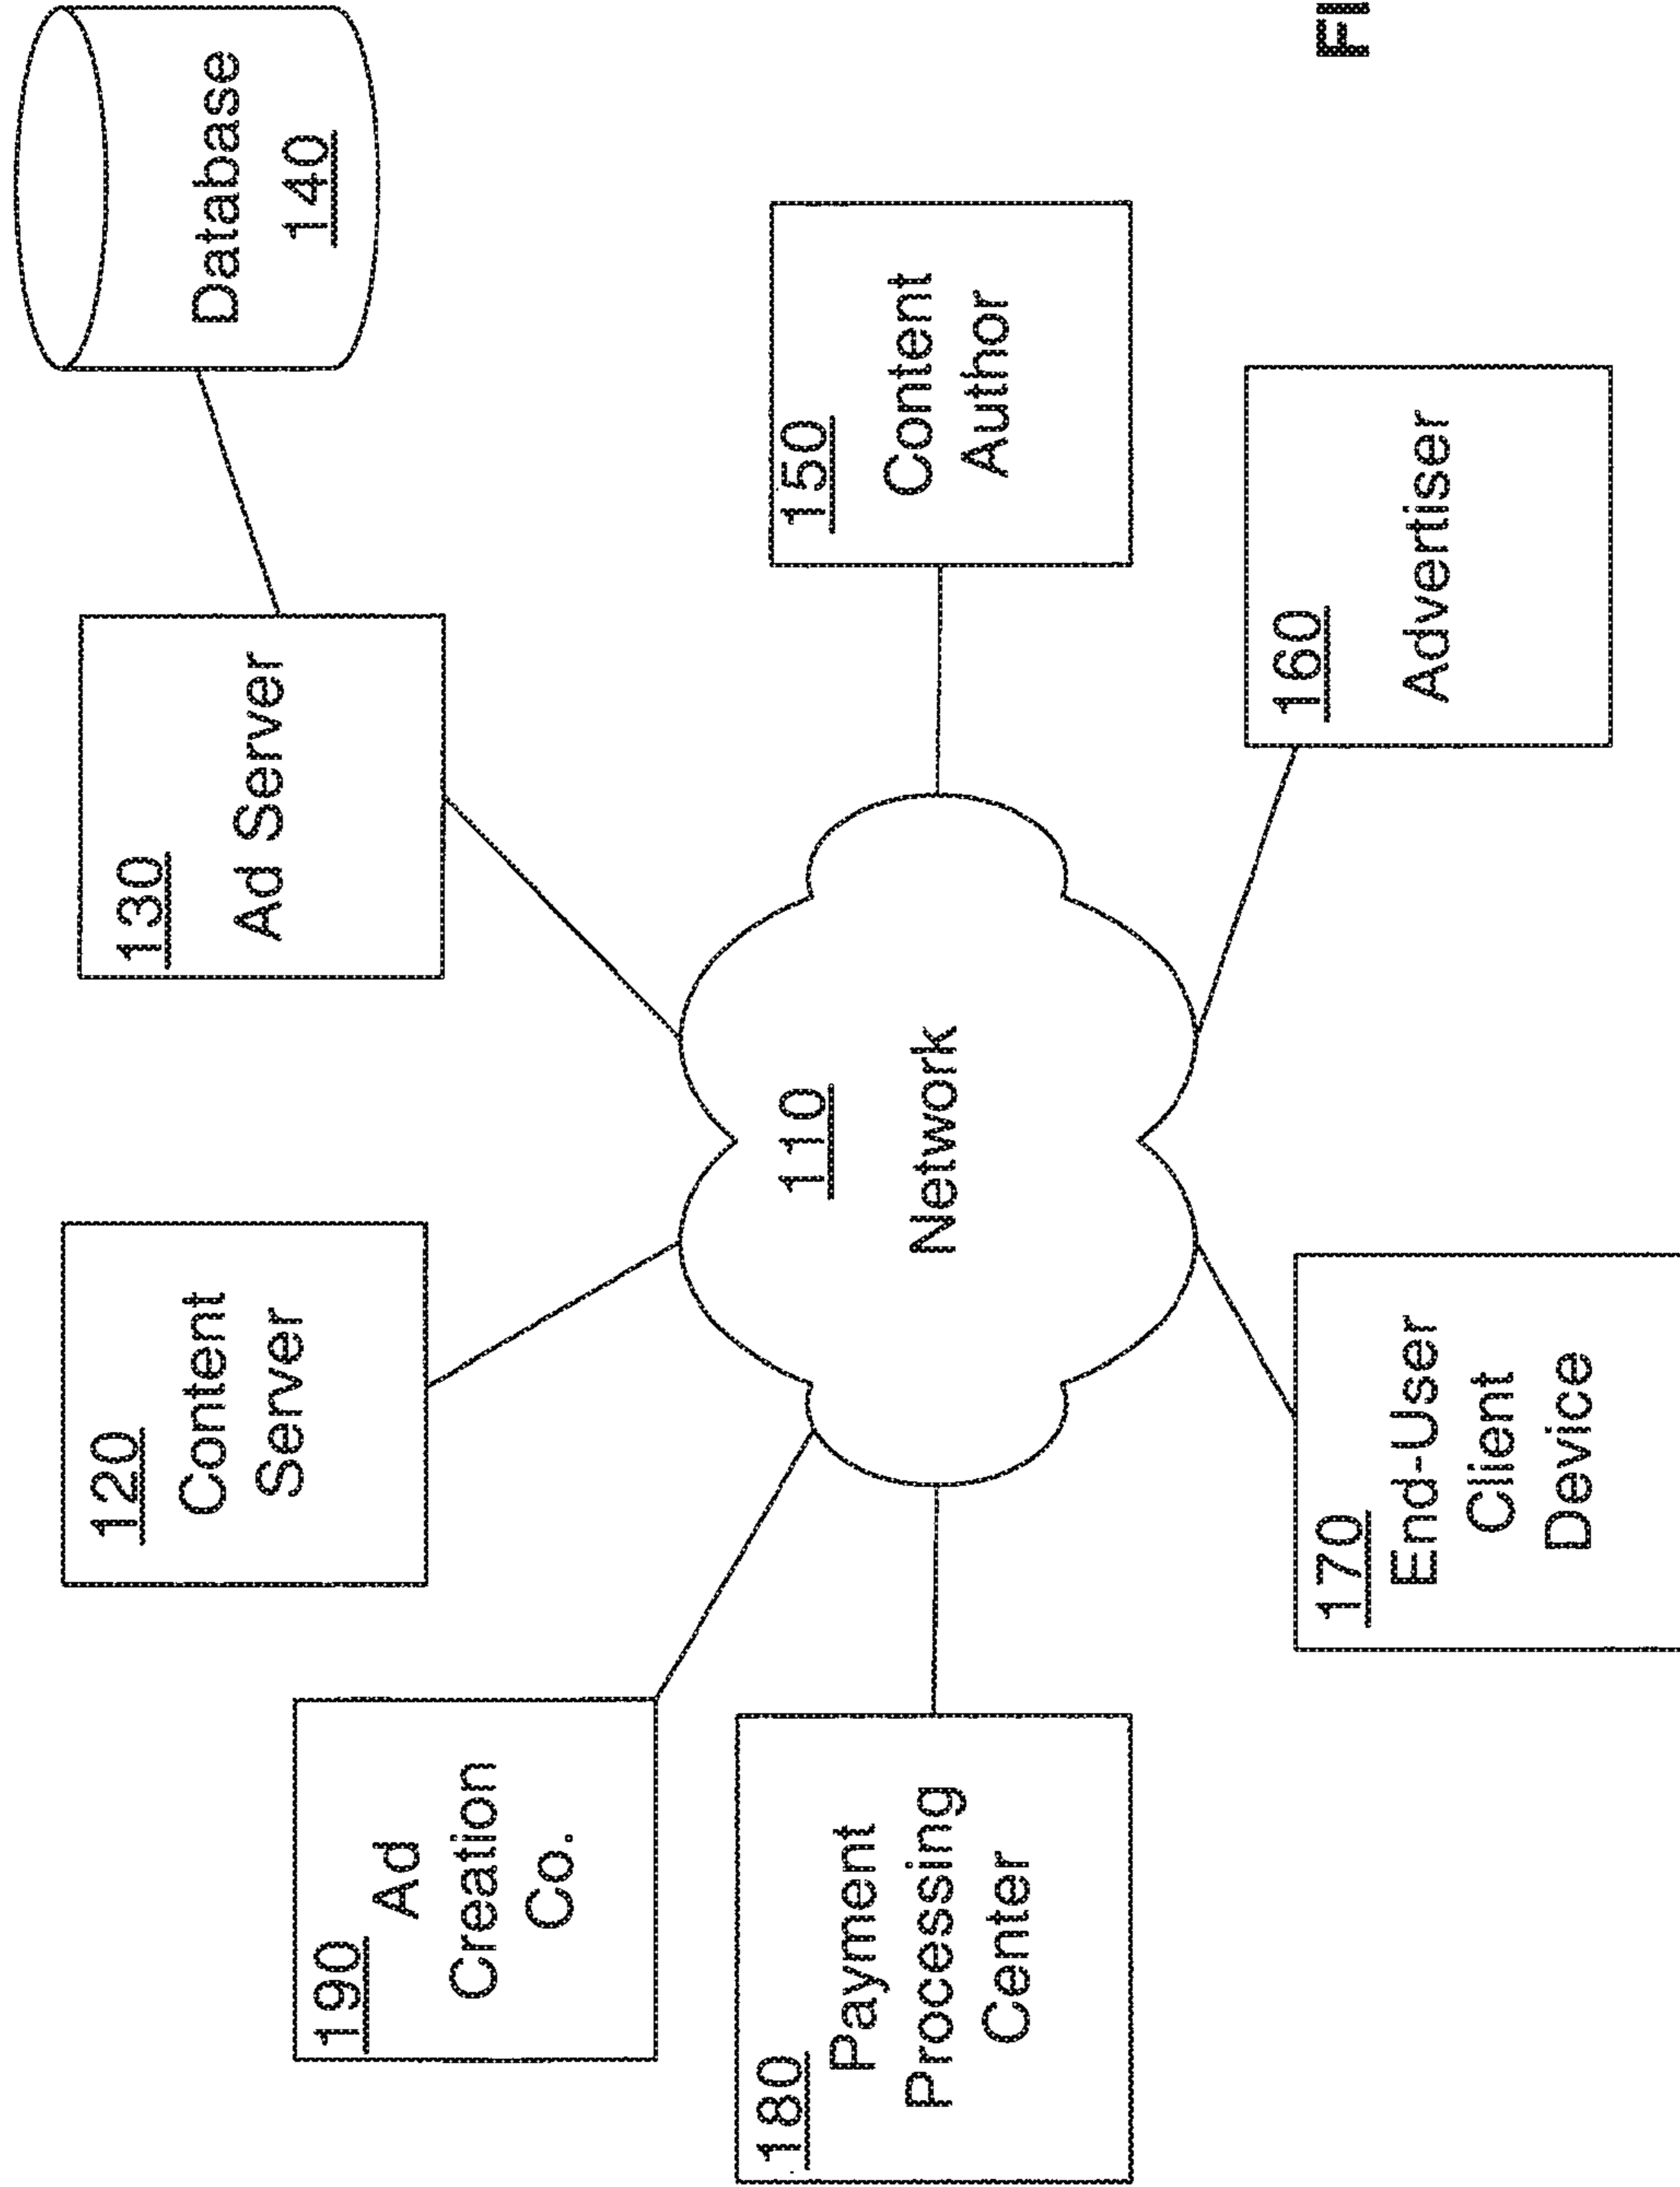 120
Content
Server
130
Ad Server
Database
140
190
Ad
Creation
Co.
110
Network
180
Payment
Processing
Center
150
Content
Author
170
End-User
Client
Device
160
Advertiser